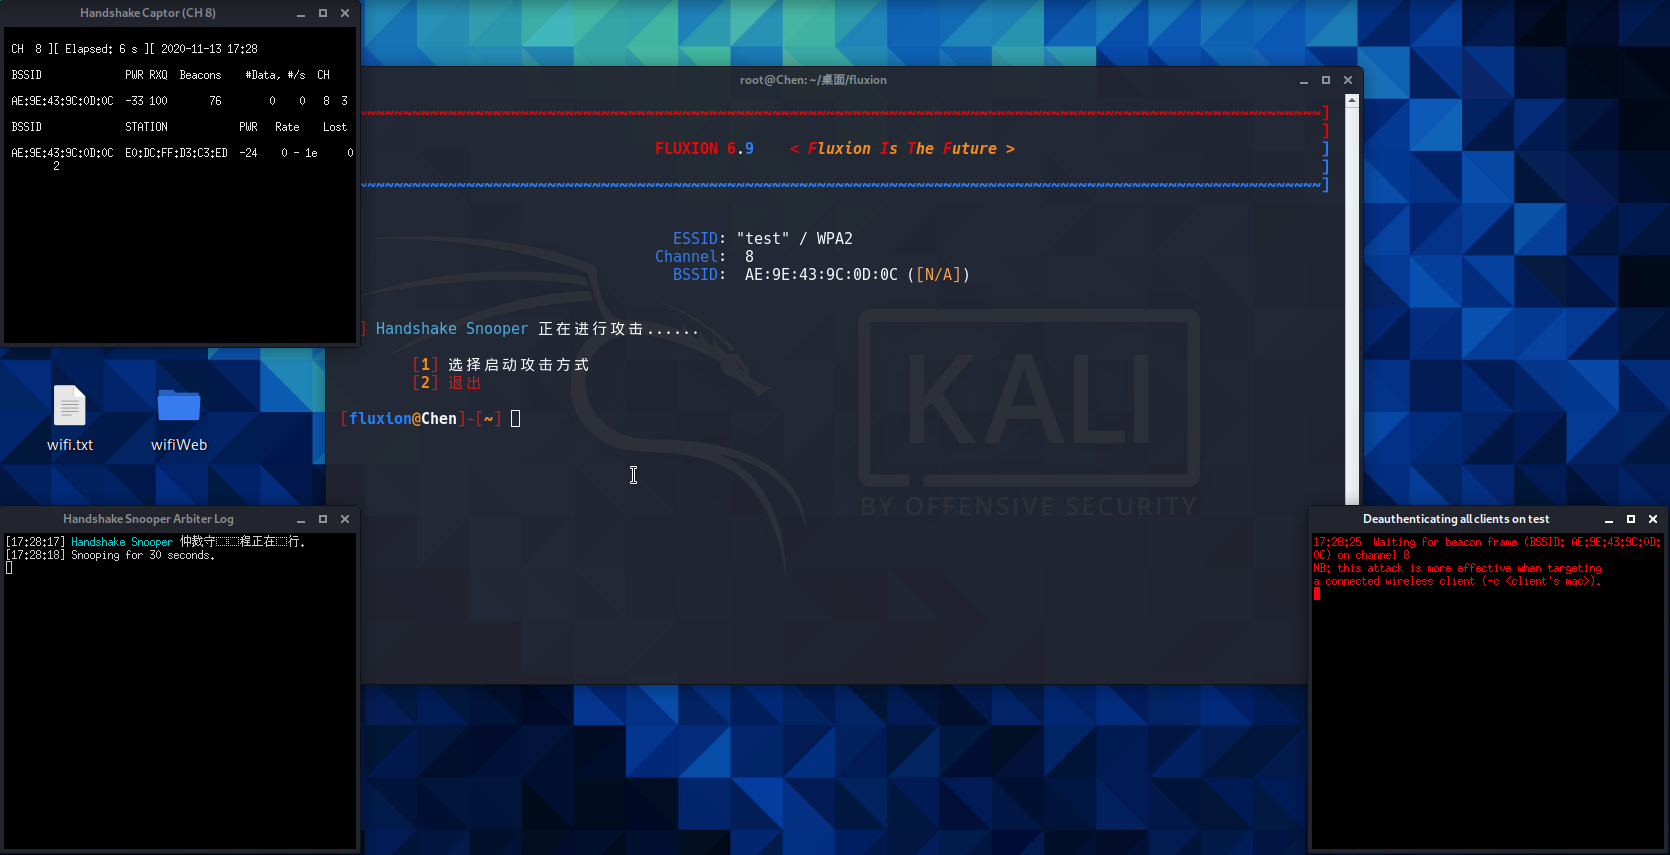 Handshake Captor (CH 8)
CH 8 ][ Elapsed: 6 s ][ 2020-11-13 17:28
BSSID PWR RXQ Beacons #Data, #/s CH
AE:9E:43:9C:0D:0C -33 100 76 0 0 8 3
BSSID STATION PWR Rate Lost
AE:9E:43:9C:0D:0C E0:DC:FF:D3:C3:ED -24 0 - 1e 0
2
root@Chen: ~/桌面/fluxion
FLUXION 6.9 < Fluxion Is The Future >
ESSID: "test" / WPA2
Channel: 8
BSSID: AE:9E:43:9C:0D:0C ([N/A])
] Handshake Snooper 正在进行攻击......
[1] 选择启动攻击方式
[2] 退出
[fluxion@Chen]-[~]
KALI
BY OFFENSIVE SECURITY
wifi.txt
wifiWeb
Handshake Snooper Arbiter Log
[17:28:17] Handshake Snooper 仲裁守程正在行.
[17:28:18] Snooping for 30 seconds.
Deauthenticating all clients on test
17:28:25 Waiting for beacon frame (BSSID: AE:9E:43:9C:0D:
0C) on channel 8
NB: this attack is more effective when targeting
a connected wireless client (-c <client's mac>).